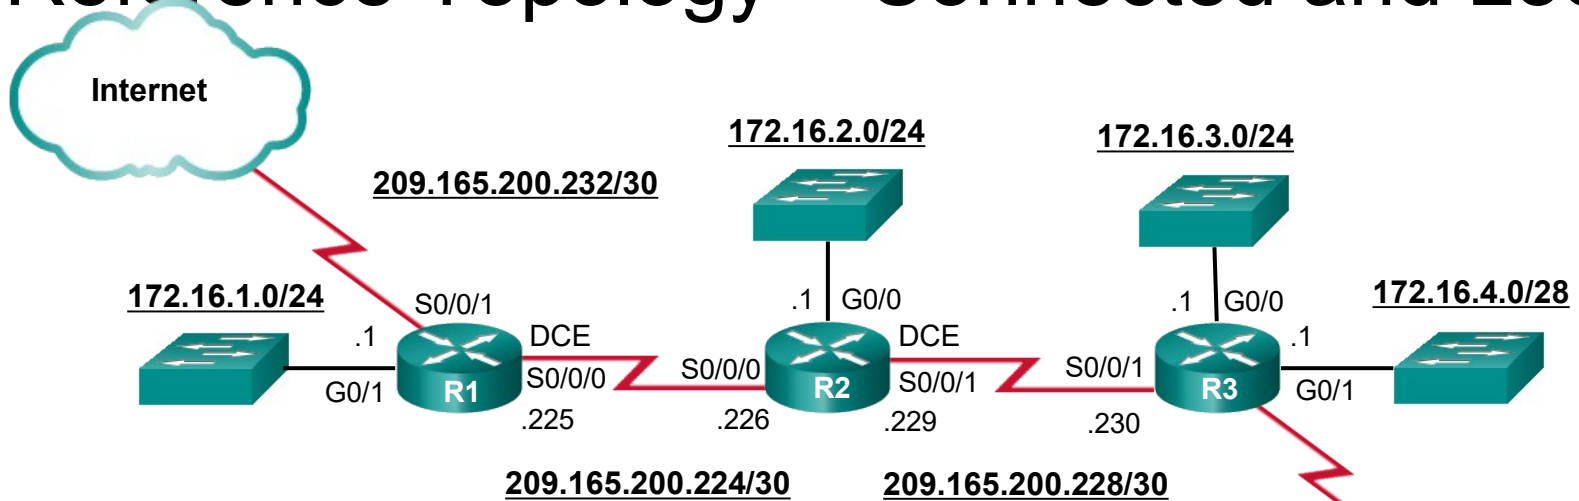 Topology
Connected and
Internet
172.16.2.0/24
172.16.3.0/24
209.165.200.232/30
172.16.1.0/24
S0/0/1
.1
G0/0
.1
G0/0
172.16.4.0/28
.1
DCE
DCE
.1
G0/1
R1
S0/0/0
S0/0/0
R2
S0/0/1
S0/0/1
R3
G0/1
.225
.226
.229
.230
209.165.200.224/30
209.165.200.228/30